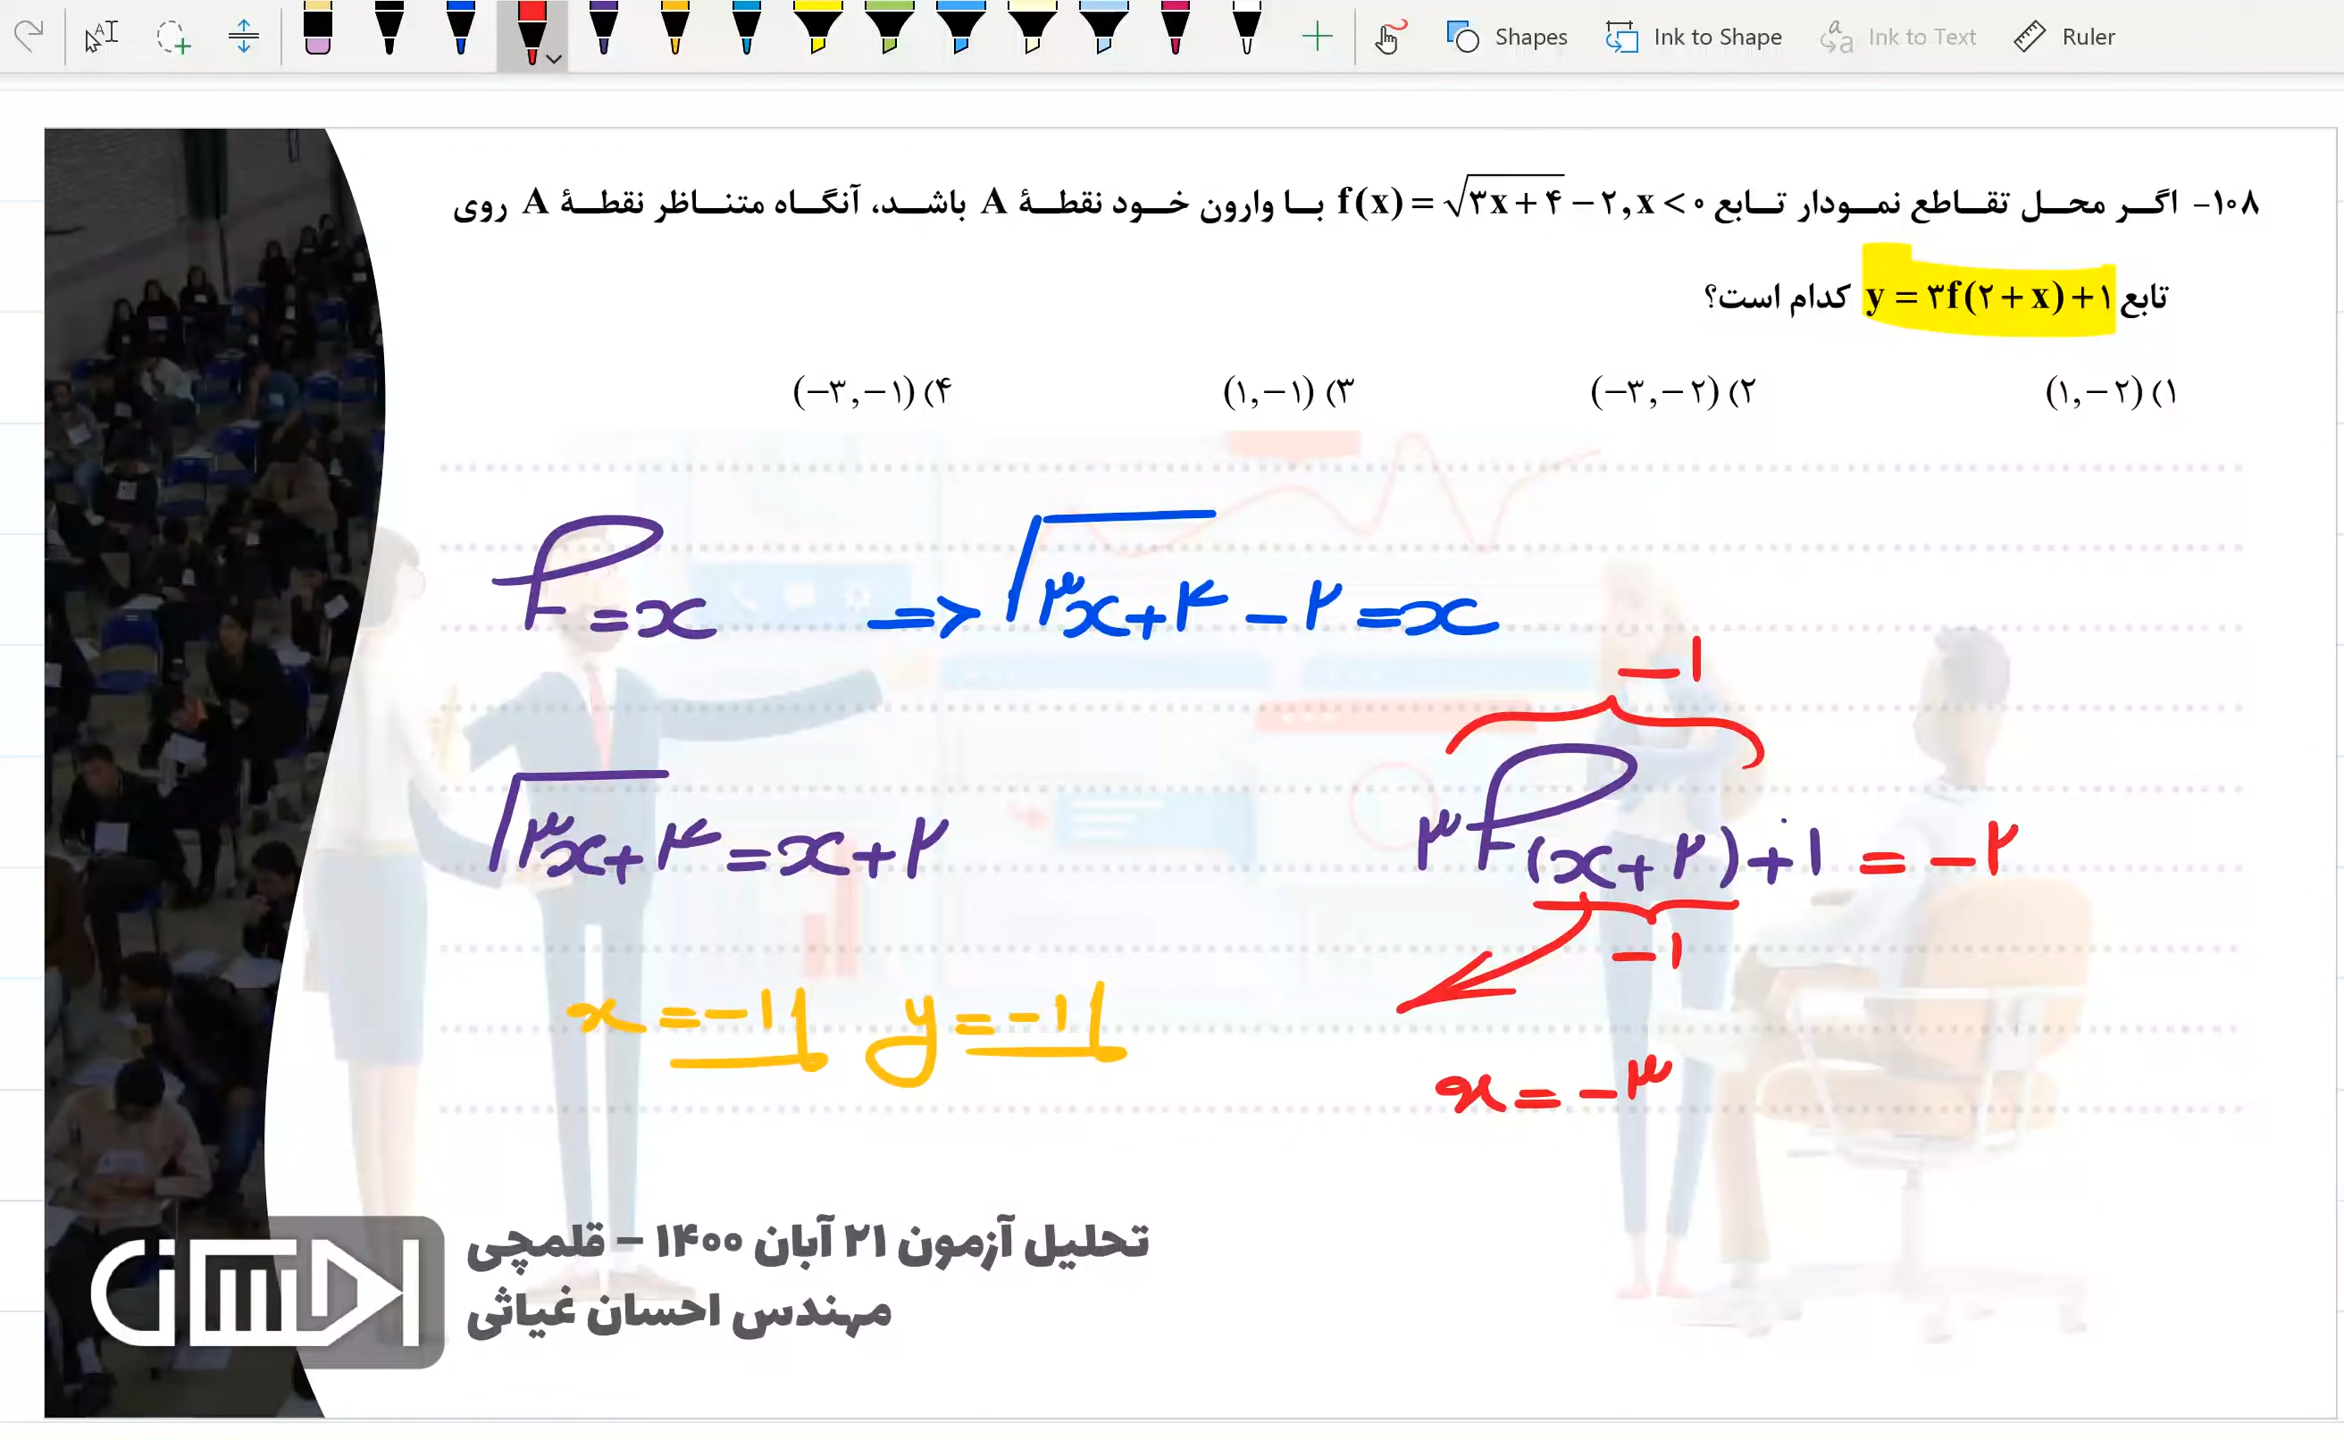 Shapes Ink to Shape Ink to Text Ruler
۱۰۸- اگر محل تقاطع نمودار تابع f(x) = √۳x + ۴ − ۲, x < ۰ با وارون خود نقطهٔ A باشد، آنگاه متناظر نقطهٔ A روی
تابع y = ۳f(۲ + x) + ۱ کدام است؟
۱) (۱, −۲) ۲) (−۳, −۲) ۳) (۱, −۱) ۴) (−۳, −۱)
f = x => √۳x + ۴ − ۲ = x
−۱
√۳x + ۴ = x + ۲
۳f(x + ۲) + ۱ = −۲
−۱
x = −۱ y = −۱
x = −۳
تحلیل آزمون ۲۱ آبان ۱۴۰۰ – قلمچی
مهندس احسان غیاثی